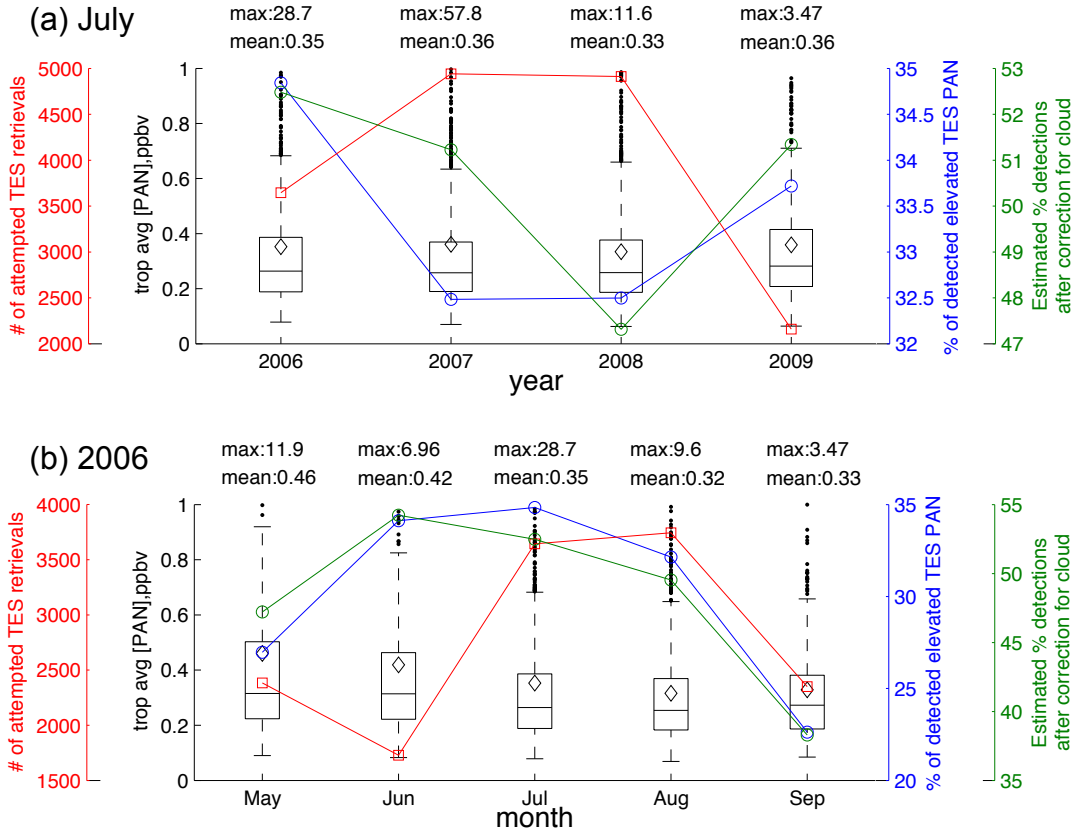 (a) July
max:28.7 max:57.8 max:11.6 max:3.47
mean:0.35 mean:0.36 mean:0.33 mean:0.36
# of attempted TES retrievals
5000
4500
4000
3500
3000
2500
2000
trop avg [PAN],ppbv
1
0.8
0.6
0.4
0.2
0
2006 2007 2008 2009
year
35
34.5
34
33.5
33
32.5
32
% of detected elevated TES PAN
53
52
51
50
49
48
47
Estimated % detections
after correction for cloud
(b) 2006
max:11.9 max:6.96 max:28.7 max:9.6 max:3.47
mean:0.46 mean:0.42 mean:0.35 mean:0.32 mean:0.33
# of attempted TES retrievals
4000
3500
3000
2500
2000
1500
trop avg [PAN],ppbv
1
0.8
0.6
0.4
0.2
0
May Jun Jul Aug Sep
month
35
30
25
20
% of detected elevated TES PAN
55
50
45
40
35
Estimated % detections
after correction for cloud